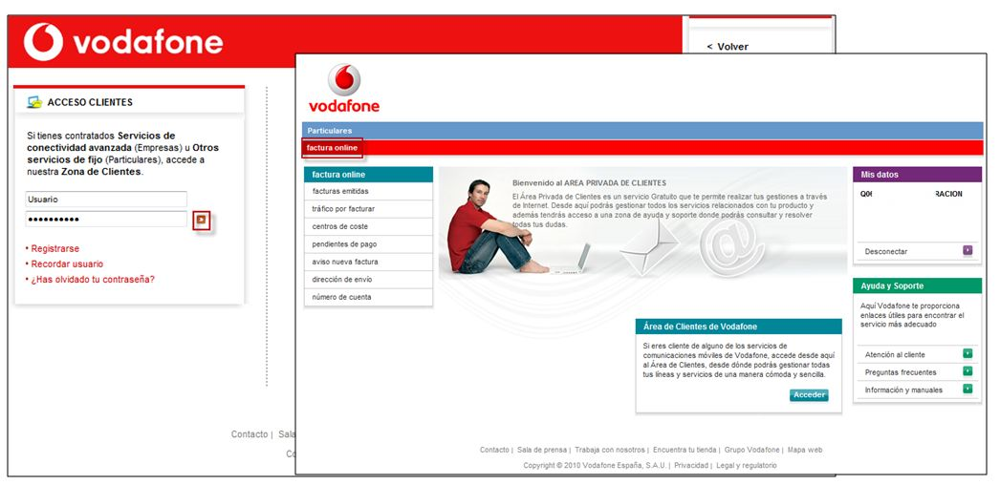 vodafone
< Volver
ACCESO CLIENTES
Si tienes contratados Servicios de
conectividad avanzada (Empresas) u Otros
servicios de fijo (Particulares), accede a
nuestra Zona de Clientes.
Usuario
••••••••••
• Registrarse
• Recordar usuario
• ¿Has olvidado tu contraseña?
Contacto | Sala
vodafone
Particulares
factura online
factura online
facturas emitidas
tráfico por facturar
centros de coste
pendientes de pago
aviso nueva factura
dirección de envío
número de cuenta
Bienvenido al AREA PRIVADA DE CLIENTES
El Área Privada de Clientes es un servicio Gratuito que te permite realizar tus gestiones a través
de Internet. Desde aquí podrás gestionar todos los servicios relacionados con tu producto y
además tendrás acceso a una zona de ayuda y soporte donde podrás consultar y resolver
todas tus dudas.
@
Área de Clientes de Vodafone
Si eres cliente de alguno de los servicios de
comunicaciones móviles de Vodafone, accede desde aquí
al Área de Clientes, desde dónde podrás gestionar todas
tus líneas y servicios de una manera cómoda y sencilla.
Acceder
Mis datos
RACION
Desconectar
Ayuda y Soporte
Aquí Vodafone te proporciona
enlaces útiles para encontrar el
servicio más adecuado
Atención al cliente
Preguntas frecuentes
Información y manuales
Contacto | Sala de prensa | Trabaja con nosotros | Encuentra tu tienda | Grupo Vodafone | Mapa web
Copyright © 2010 Vodafone España, S.A.U. | Privacidad | Legal y regulatorio